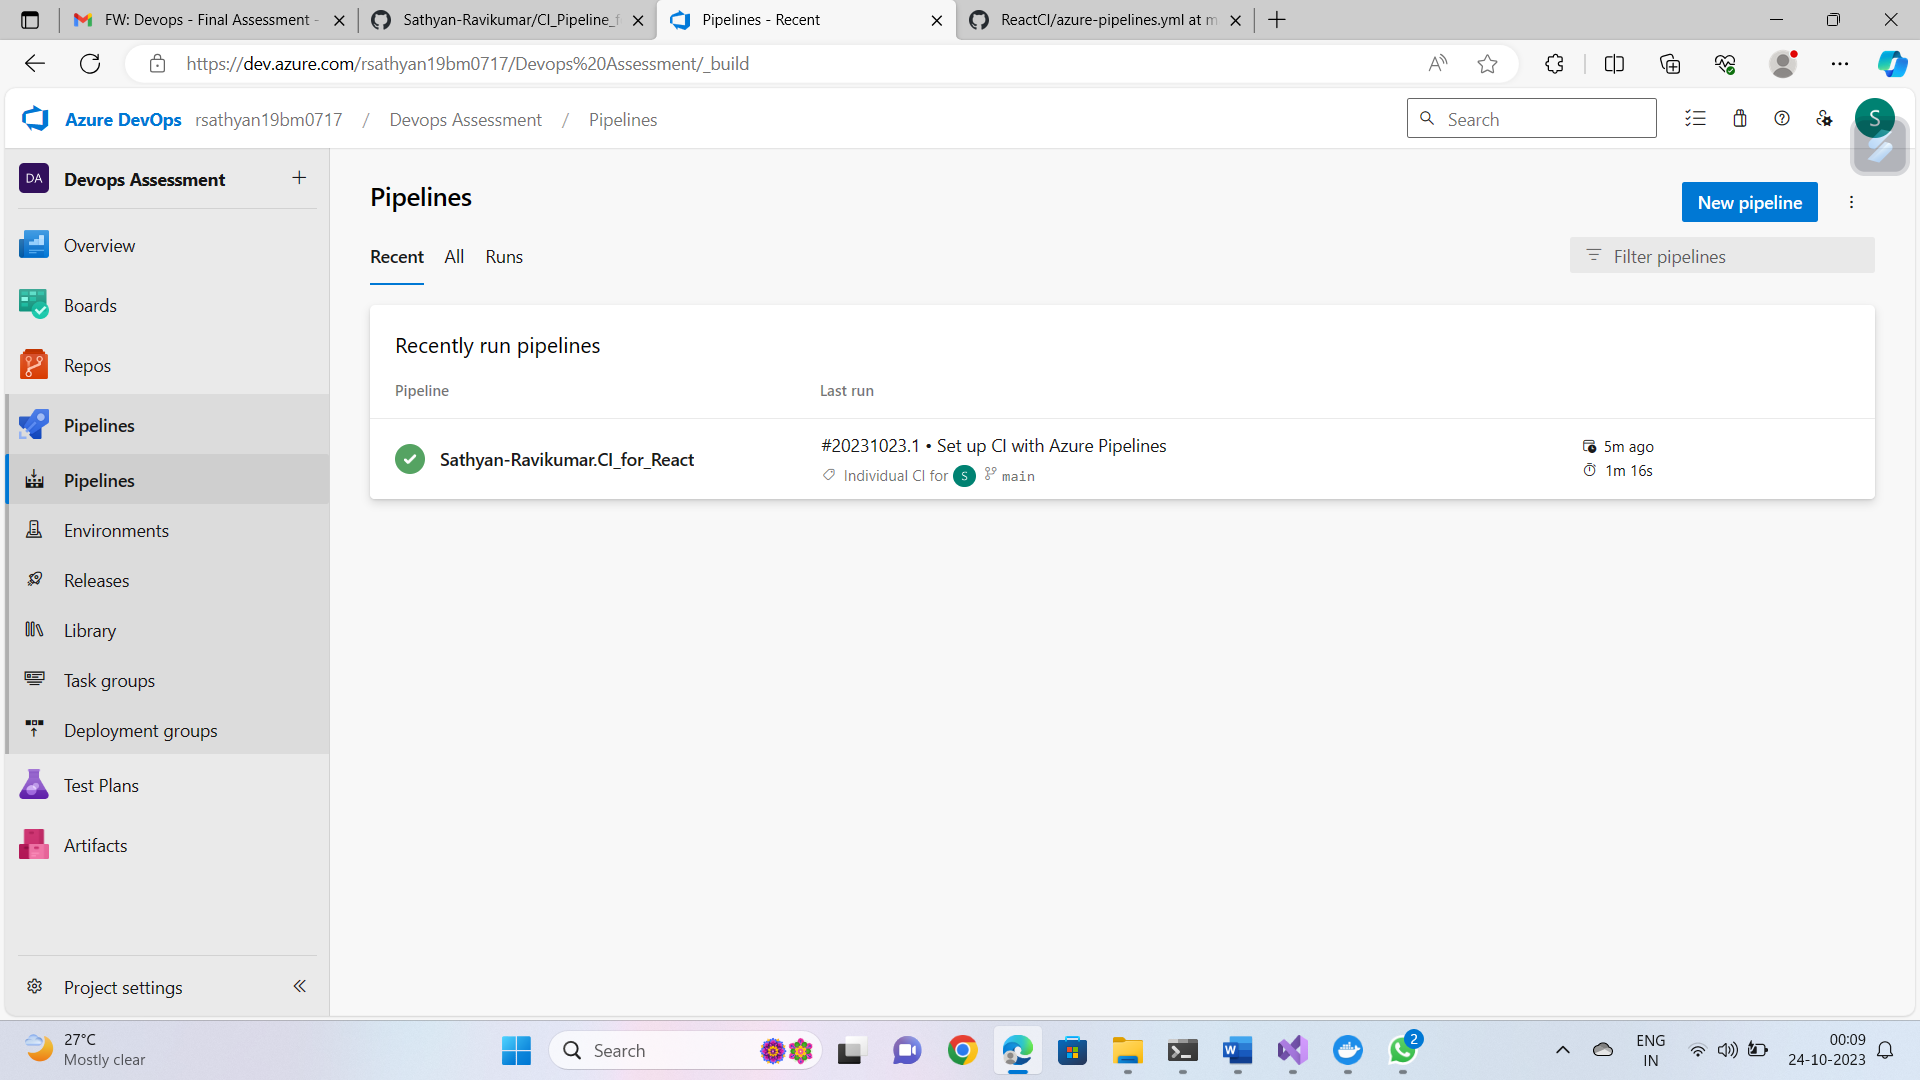 FW: Devops - Final Assessment -
Sathyan-Ravikumar/CI_Pipeline_f
Pipelines - Recent
ReactCI/azure-pipelines.yml at m
https://dev.azure.com/rsathyan19bm0717/Devops%20Assessment/_build
Azure DevOps rsathyan19bm0717 / Devops Assessment / Pipelines
Search
S
DA Devops Assessment
Overview
Boards
Repos
Pipelines
Pipelines
Environments
Releases
Library
Task groups
Deployment groups
Test Plans
Artifacts
Project settings
Pipelines
New pipeline
Recent All Runs
Filter pipelines
Recently run pipelines
Pipeline Last run
Sathyan-Ravikumar.CI_for_React
#20231023.1 • Set up CI with Azure Pipelines
Individual CI for S main
5m ago
1m 16s
27°C
Mostly clear
Search
2
ENG
IN
00:09
24-10-2023